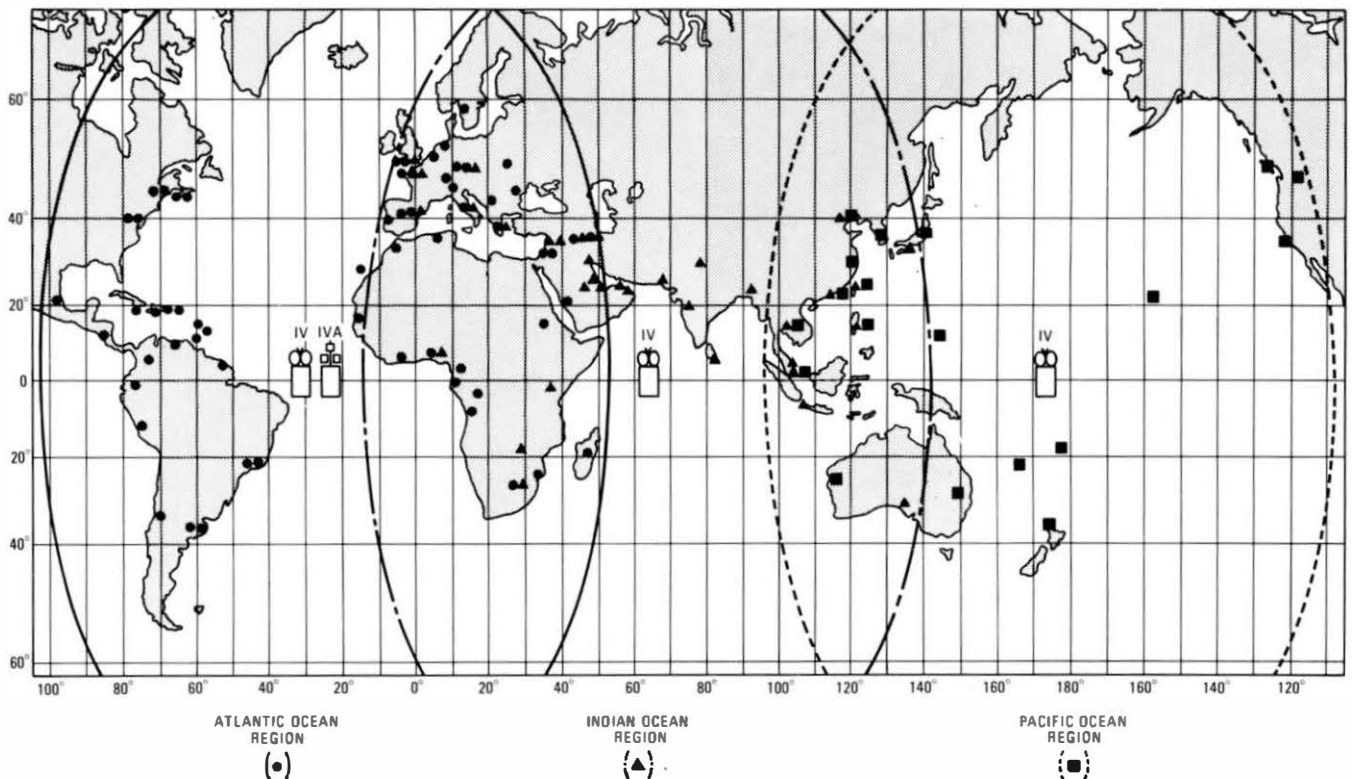 60°
40°
20°
0
20°
40°
60°
IV IVA IV IV
100° 80° 60° 40° 20° 0° 20° 40° 60° 80° 100° 120° 140° 160° 180° 160° 140° 120°
ATLANTIC OCEAN
REGION
INDIAN OCEAN
REGION
PACIFIC OCEAN
REGION